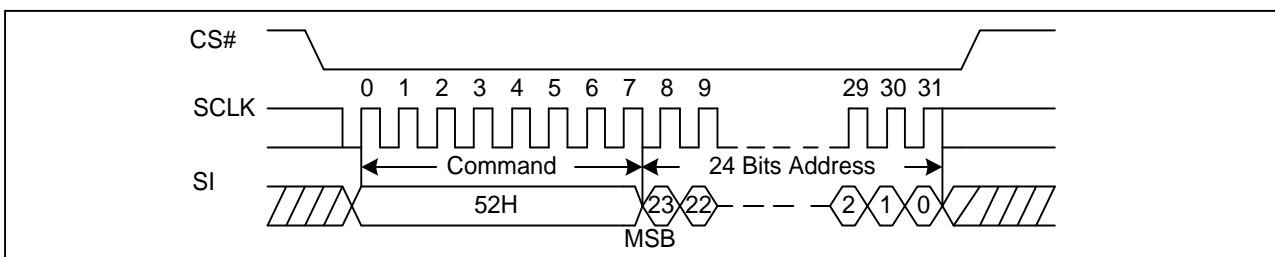 CS#
0 1 2 3 4 5 6 7 8 9 29 30 31
SCLK
Command 24 Bits Address
SI
52H 23 22 2 1 0
MSB